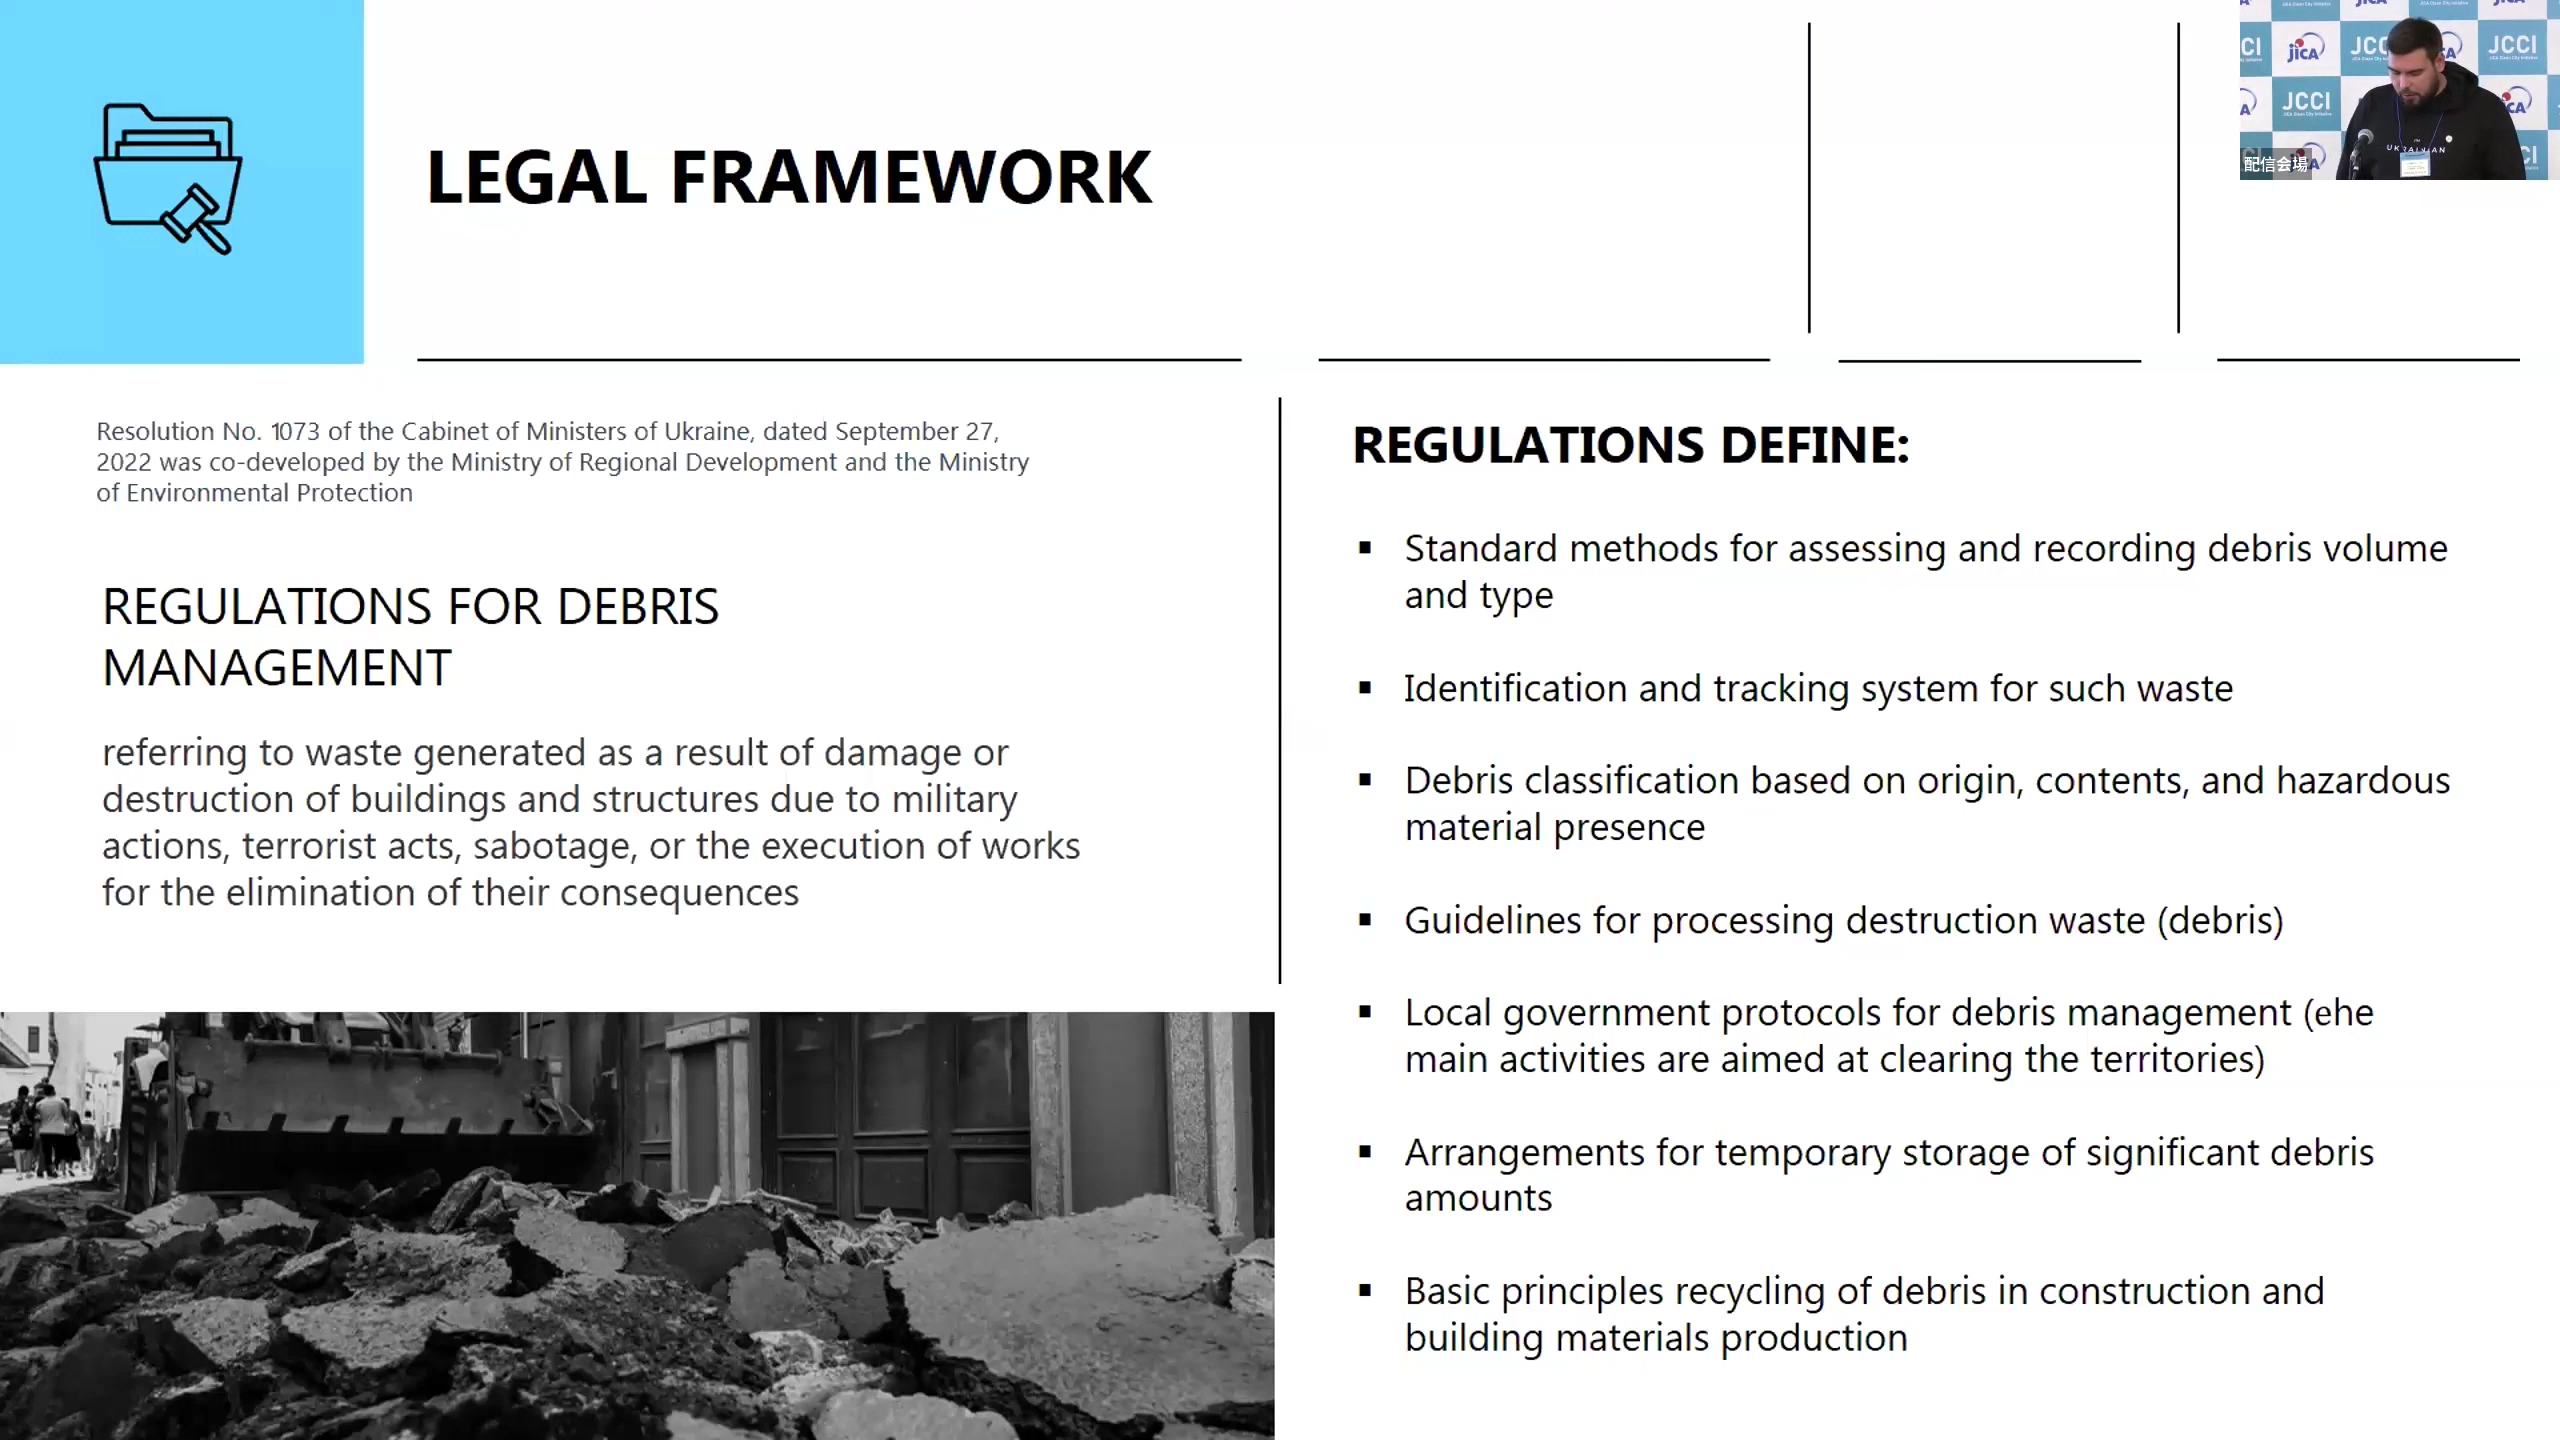 LEGAL FRAMEWORK
Resolution No. 1073 of the Cabinet of Ministers of Ukraine, dated September 27,
2022 was co-developed by the Ministry of Regional Development and the Ministry
of Environmental Protection
REGULATIONS FOR DEBRIS
MANAGEMENT
referring to waste generated as a result of damage or
destruction of buildings and structures due to military
actions, terrorist acts, sabotage, or the execution of works
for the elimination of their consequences
REGULATIONS DEFINE:
▪ Standard methods for assessing and recording debris volume
and type
▪ Identification and tracking system for such waste
▪ Debris classification based on origin, contents, and hazardous
material presence
▪ Guidelines for processing destruction waste (debris)
▪ Local government protocols for debris management (ehe
main activities are aimed at clearing the territories)
▪ Arrangements for temporary storage of significant debris
amounts
▪ Basic principles recycling of debris in construction and
building materials production
CI
jICA
JCCI
JCCI
UKRAINIAN
配信会場